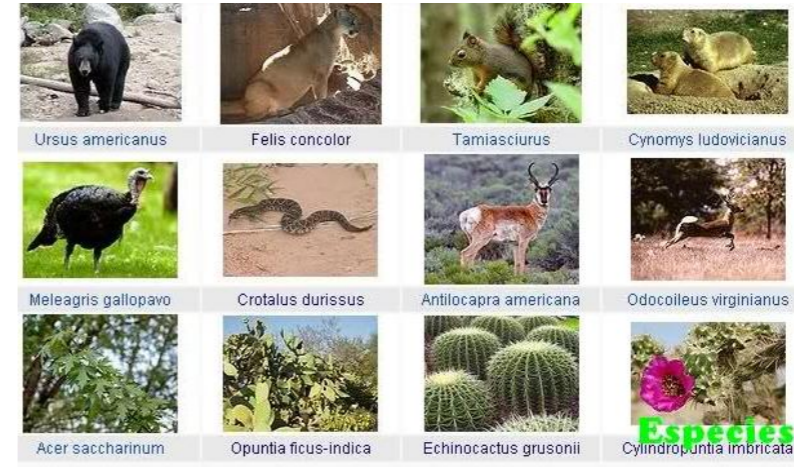 Ursus americanus
Felis concolor
Tamiasciurus
Cynomys ludovicianus
Meleagris gallopavo
Crotalus durissus
Antilocapra americana
Odocoileus virginianus
Acer saccharinum
Opuntia ficus-indica
Echinocactus grusonii
Cylindropuntia imbricata
Especies